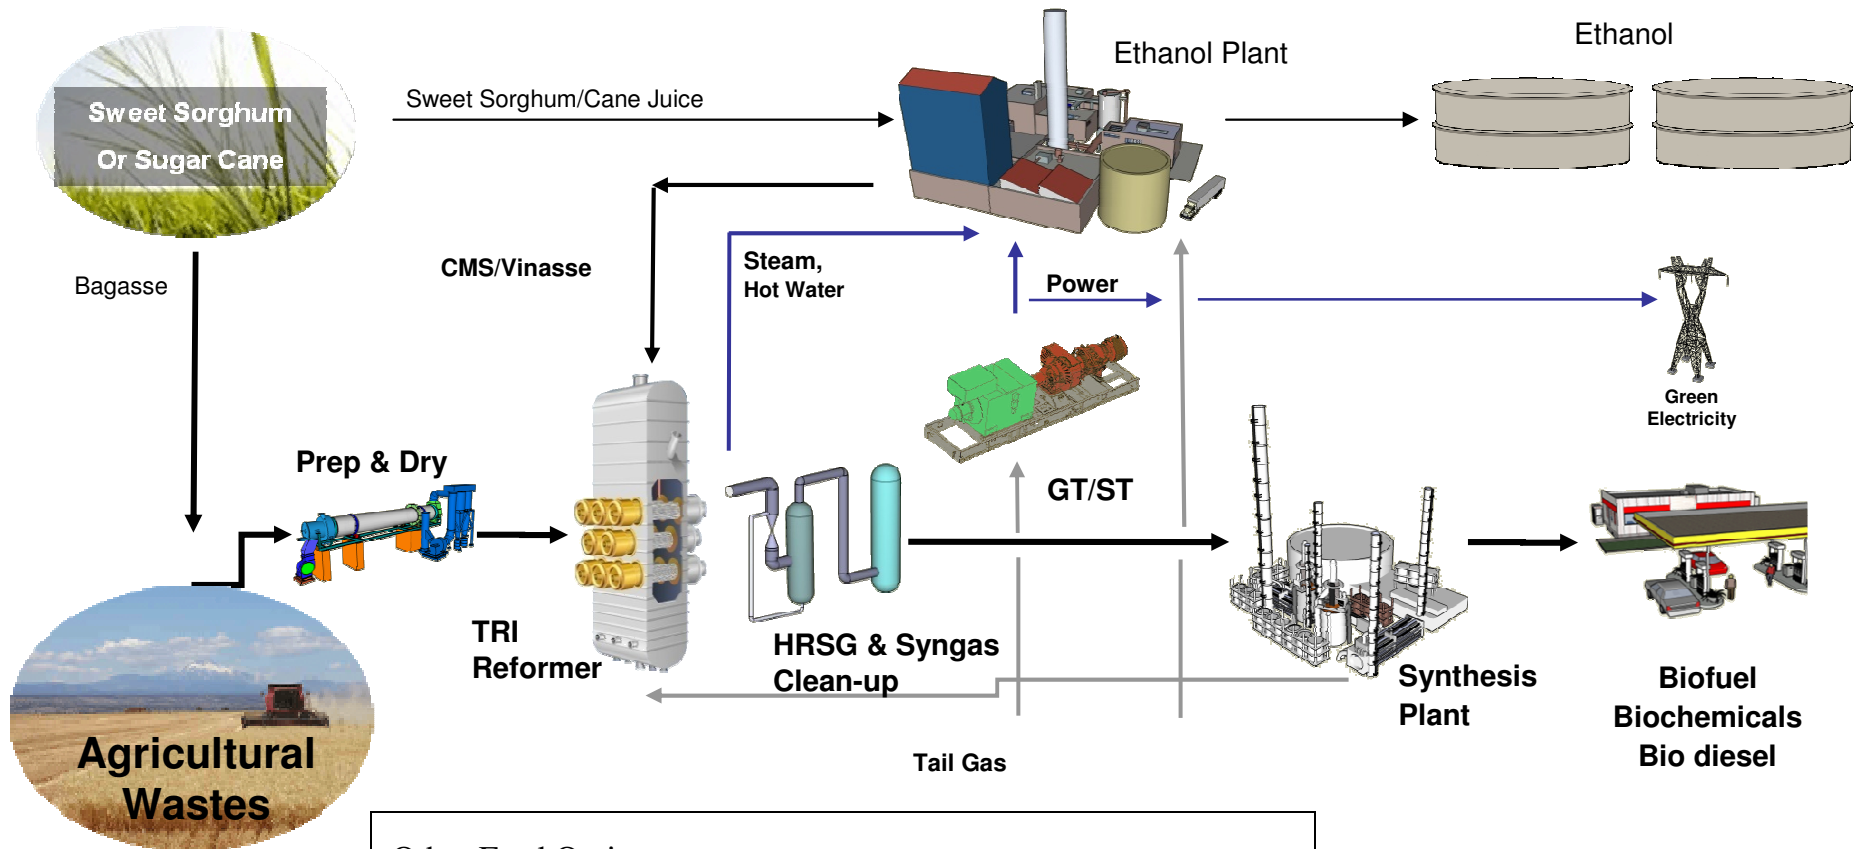 Ethanol Plant
Ethanol
Sweet Sorghum
Or Sugar Cane
Sweet Sorghum/Cane Juice
Bagasse
CMS/Vinasse
Steam,
Hot Water
Power
Green
Electricity
Prep & Dry
GT/ST
TRI
Reformer
HRSG & Syngas
Clean-up
Synthesis
Plant
Biofuel
Biochemicals
Bio diesel
Tail Gas
Agricultural
Wastes